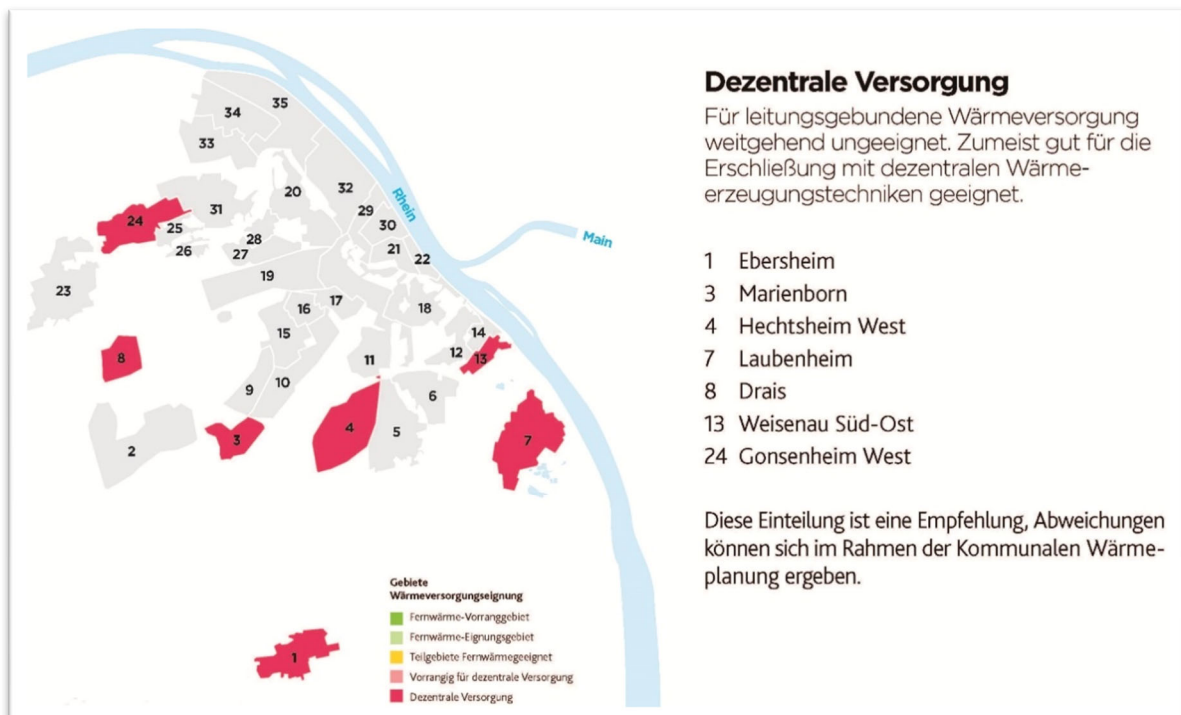 Dezentrale Versorgung
Für leitungsgebundene Wärmeversorgung
weitgehend ungeeignet. Zumeist gut für die
Erschließung mit dezentralen Wärme-
erzeugungstechniken geeignet.
1 Ebersheim
3 Marienborn
4 Hechtsheim West
7 Laubenheim
8 Drais
13 Weisenau Süd-Ost
24 Gonsenheim West
Diese Einteilung ist eine Empfehlung, Abweichungen
können sich im Rahmen der Kommunalen Wärme-
planung ergeben.
35
34
33
20
32
Rhein
29
31
24
25
30
28
26
27
21
22
Main
19
23
16
17
18
15
14
8
11
12
13
9
10
6
4
5
3
7
2
1
Gebiete
Wärmeversorgungseignung
Fernwärme-Vorranggebiet
Fernwärme-Eignungsgebiet
Teilgebiete Fernwärmegeeignet
Vorrangig für dezentrale Versorgung
Dezentrale Versorgung